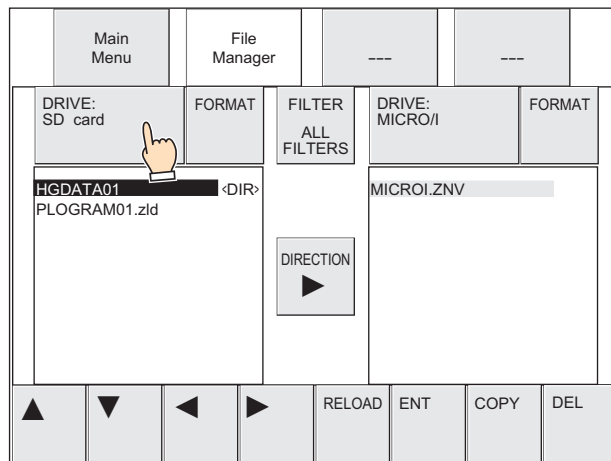 Main
Menu
File
Manager
---
---
DRIVE:
SD card
FORMAT
FILTER
ALL
FILTERS
DRIVE:
MICRO/I
FORMAT
HGDATA01 <DIR>
PLOGRAM01.zld
MICROI.ZNV
DIRECTION
RELOAD
ENT
COPY
DEL